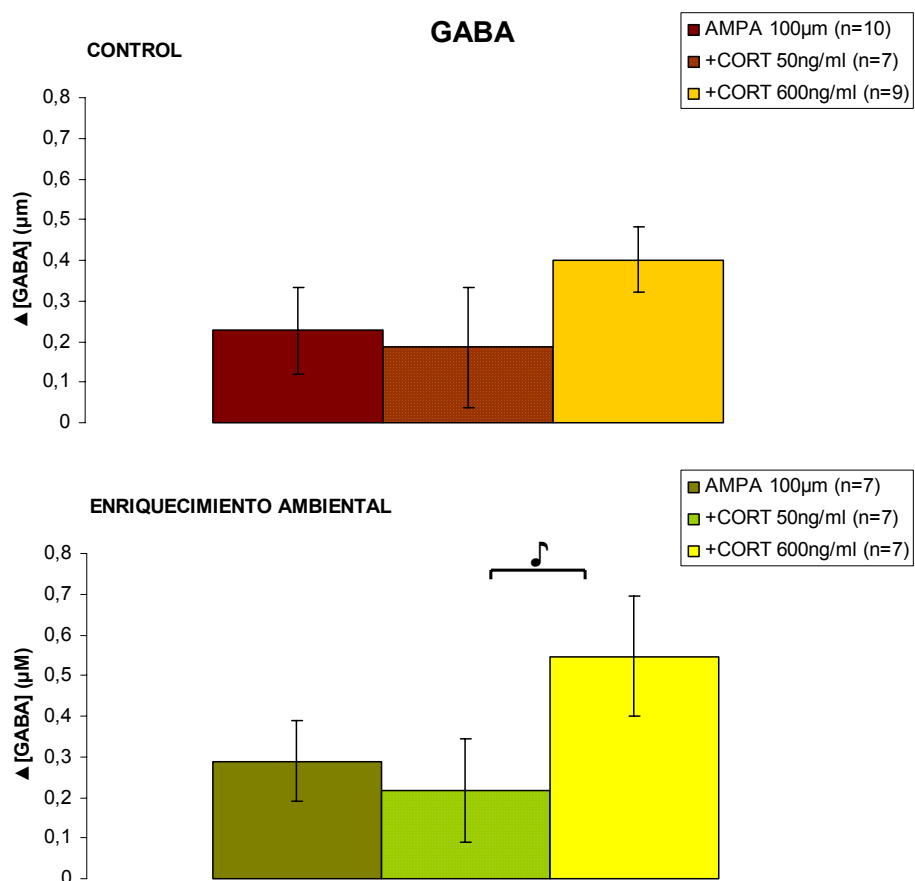 GABA
CONTROL
AMPA 100µm (n=10)
+CORT 50ng/ml (n=7)
+CORT 600ng/ml (n=9)
▲ [GABA] (µm)
0,8
0,7
0,6
0,5
0,4
0,3
0,2
0,1
0
ENRIQUECIMIENTO AMBIENTAL
AMPA 100µm (n=7)
+CORT 50ng/ml (n=7)
+CORT 600ng/ml (n=7)
♪
▲ [GABA] (µM)
0,8
0,7
0,6
0,5
0,4
0,3
0,2
0,1
0